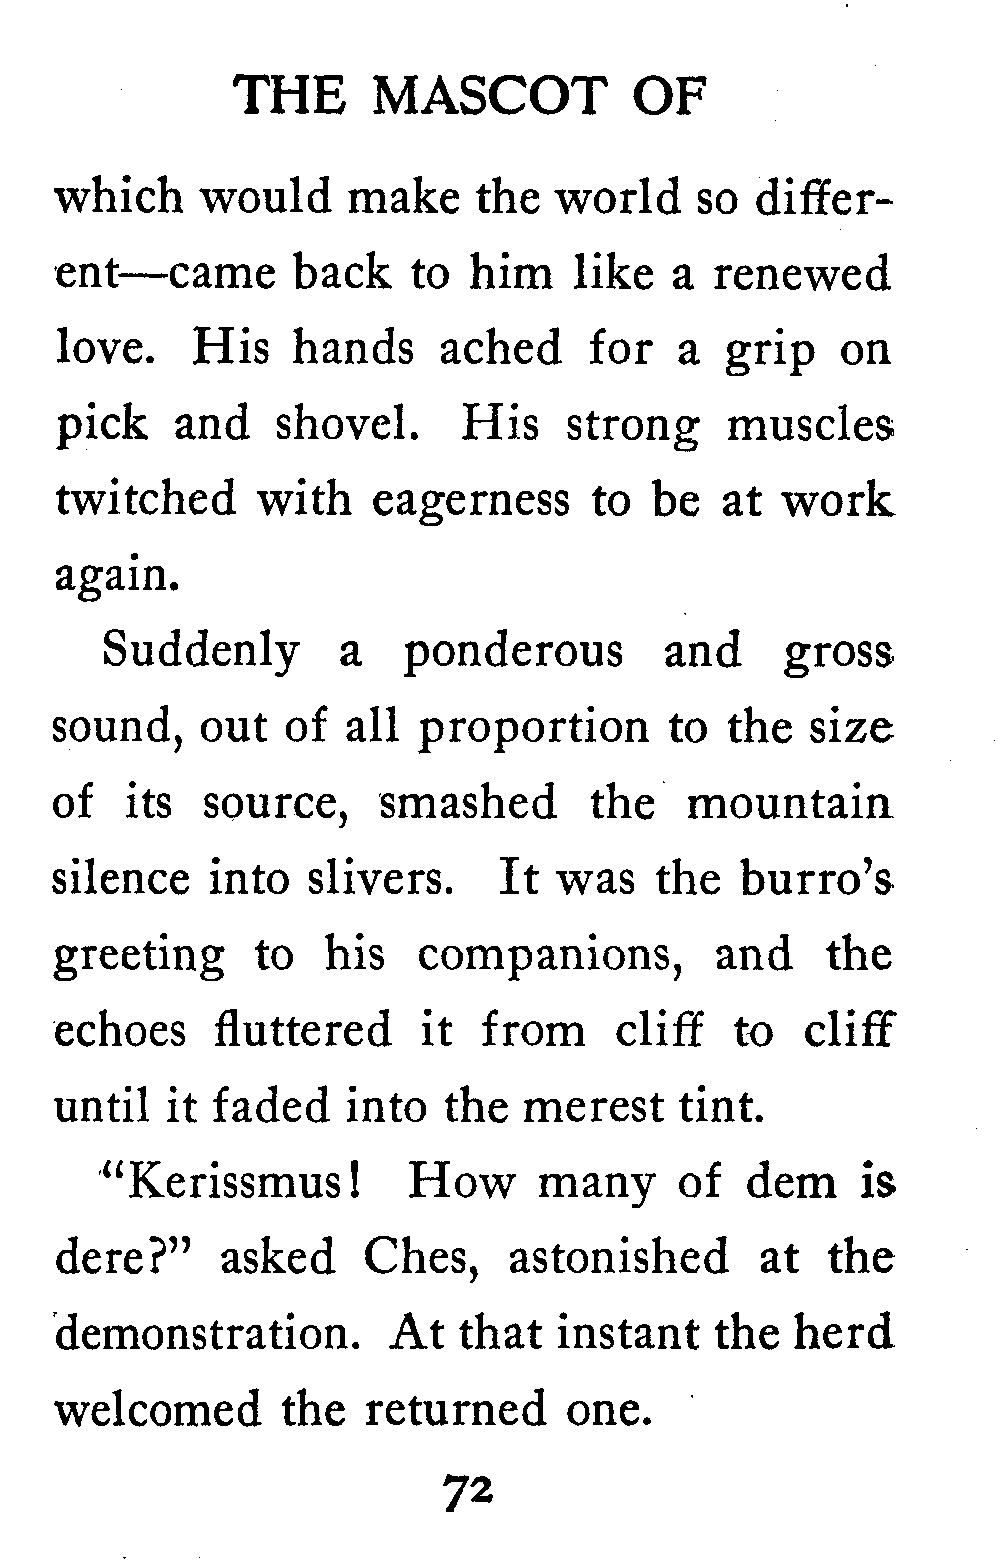 THE MASCOT OF
which would make the world so differ-
ent—came back to him like a renewed
love. His hands ached for a grip on
pick and shovel. His strong muscles
twitched with eagerness to be at work
again.
Suddenly a ponderous and gross
sound, out of all proportion to the size
of its source, smashed the mountain
silence into slivers. It was the burro's
greeting to his companions, and the
echoes fluttered it from cliff to cliff
until it faded into the merest tint.
“Kerissmus! How many of dem is
dere?” asked Ches, astonished at the
demonstration. At that instant the herd
welcomed the returned one.
72